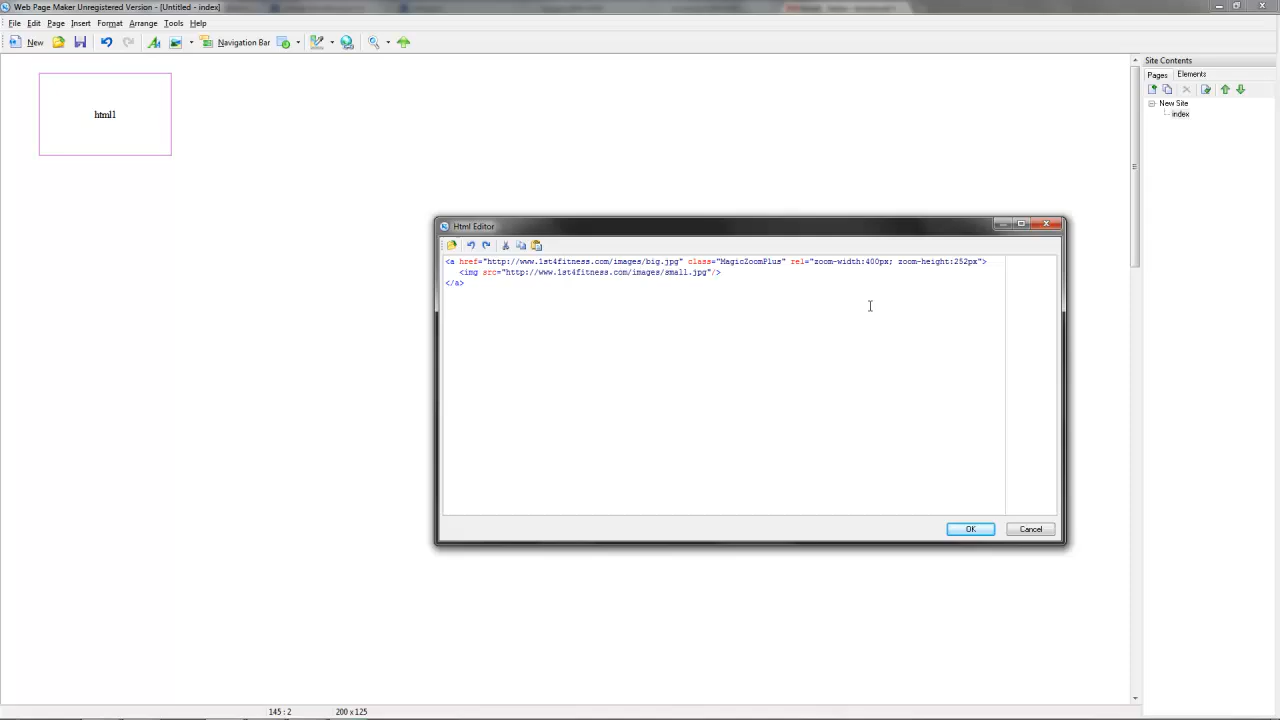 Web Page Maker Unregistered Version - [Untitled - index]
File Edit Page Insert Format Arrange Tools Help
New Navigation Bar
Site Contents
Pages Elements
New Site
index
html1
Html Editor
<a href="http://www.1st4fitness.com/images/big.jpg" class="MagicZoomPlus" rel="zoom-width:400px; zoom-height:252px">
<img src="http://www.1st4fitness.com/images/small.jpg"/>
</a>
OK Cancel
145 : 2 200 x 125